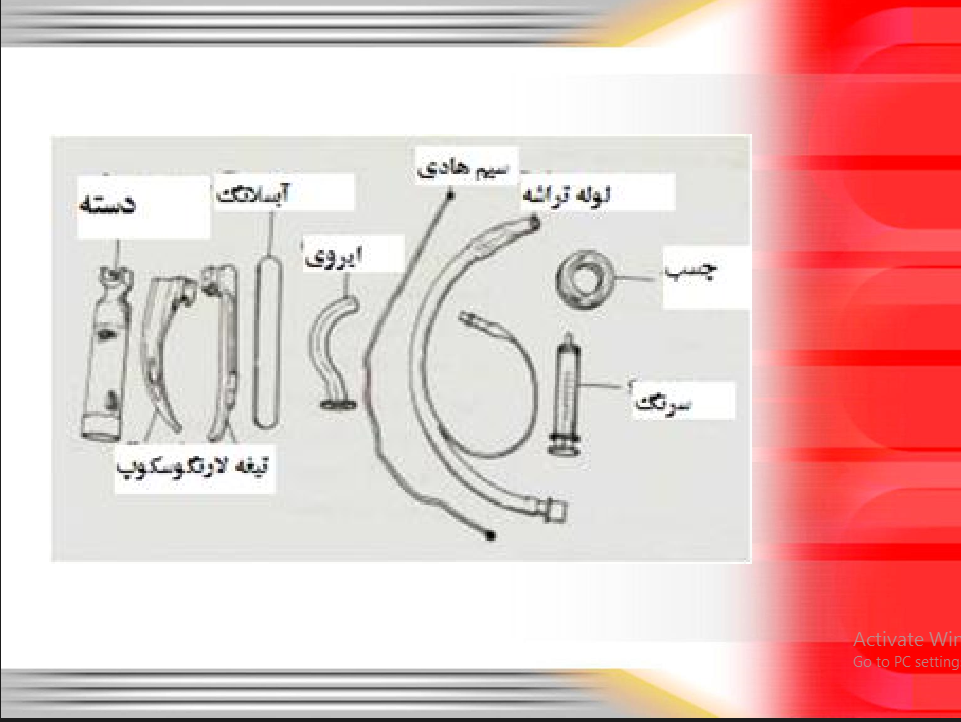 سیم هادی
لوله تراشه
آبسلانگ
دسته
ایروی
چسب
سرنگ
تیغه لارنگوسکوپ
Activate Win
Go to PC setting